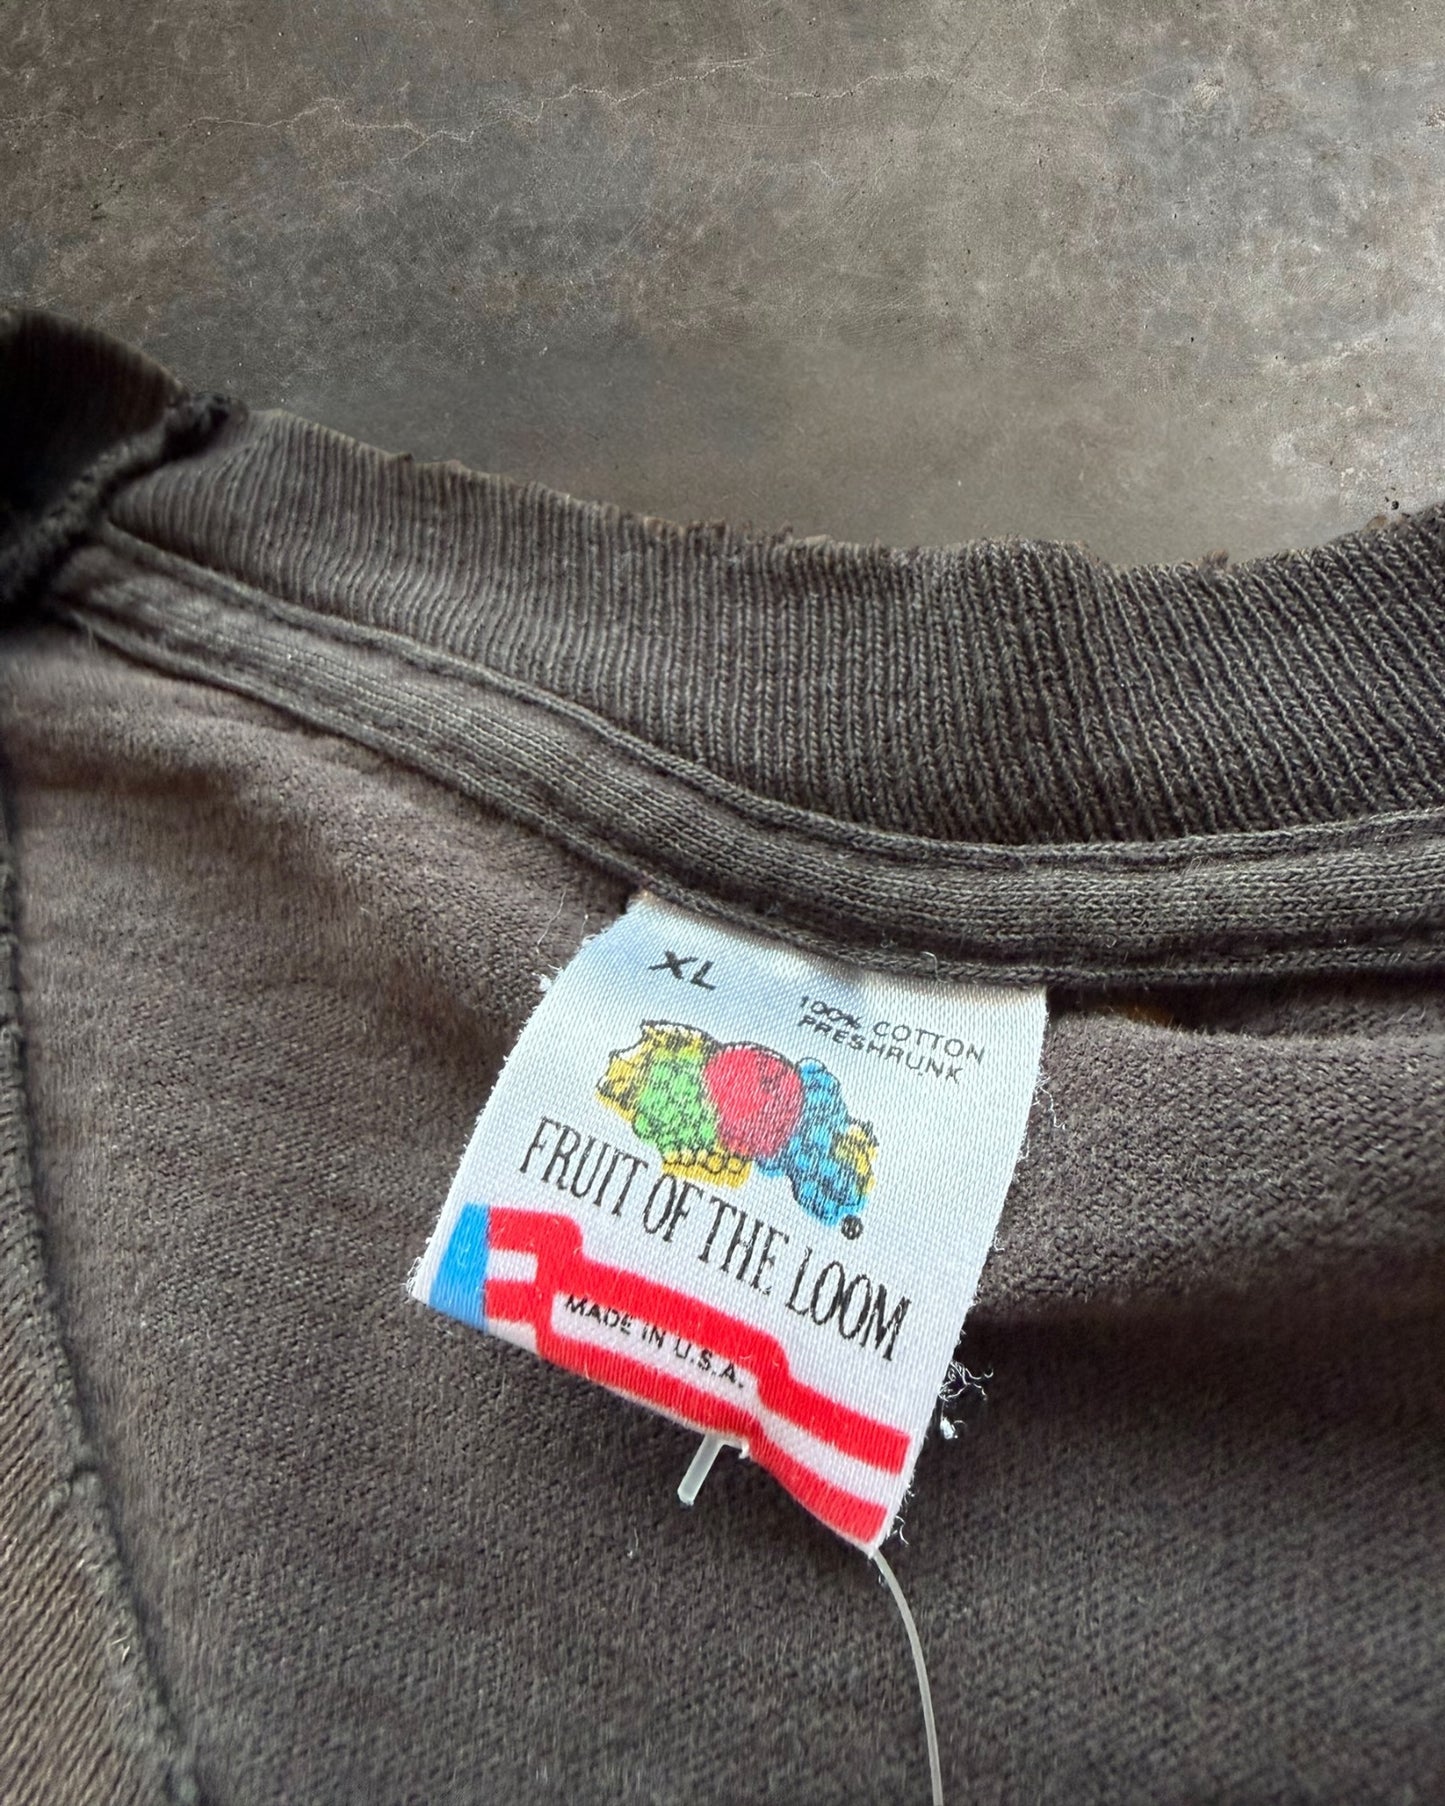 XL
100% COTTON
PRESHRUNK
FRUIT OF THE LOOM®
MADE IN U.S.A.